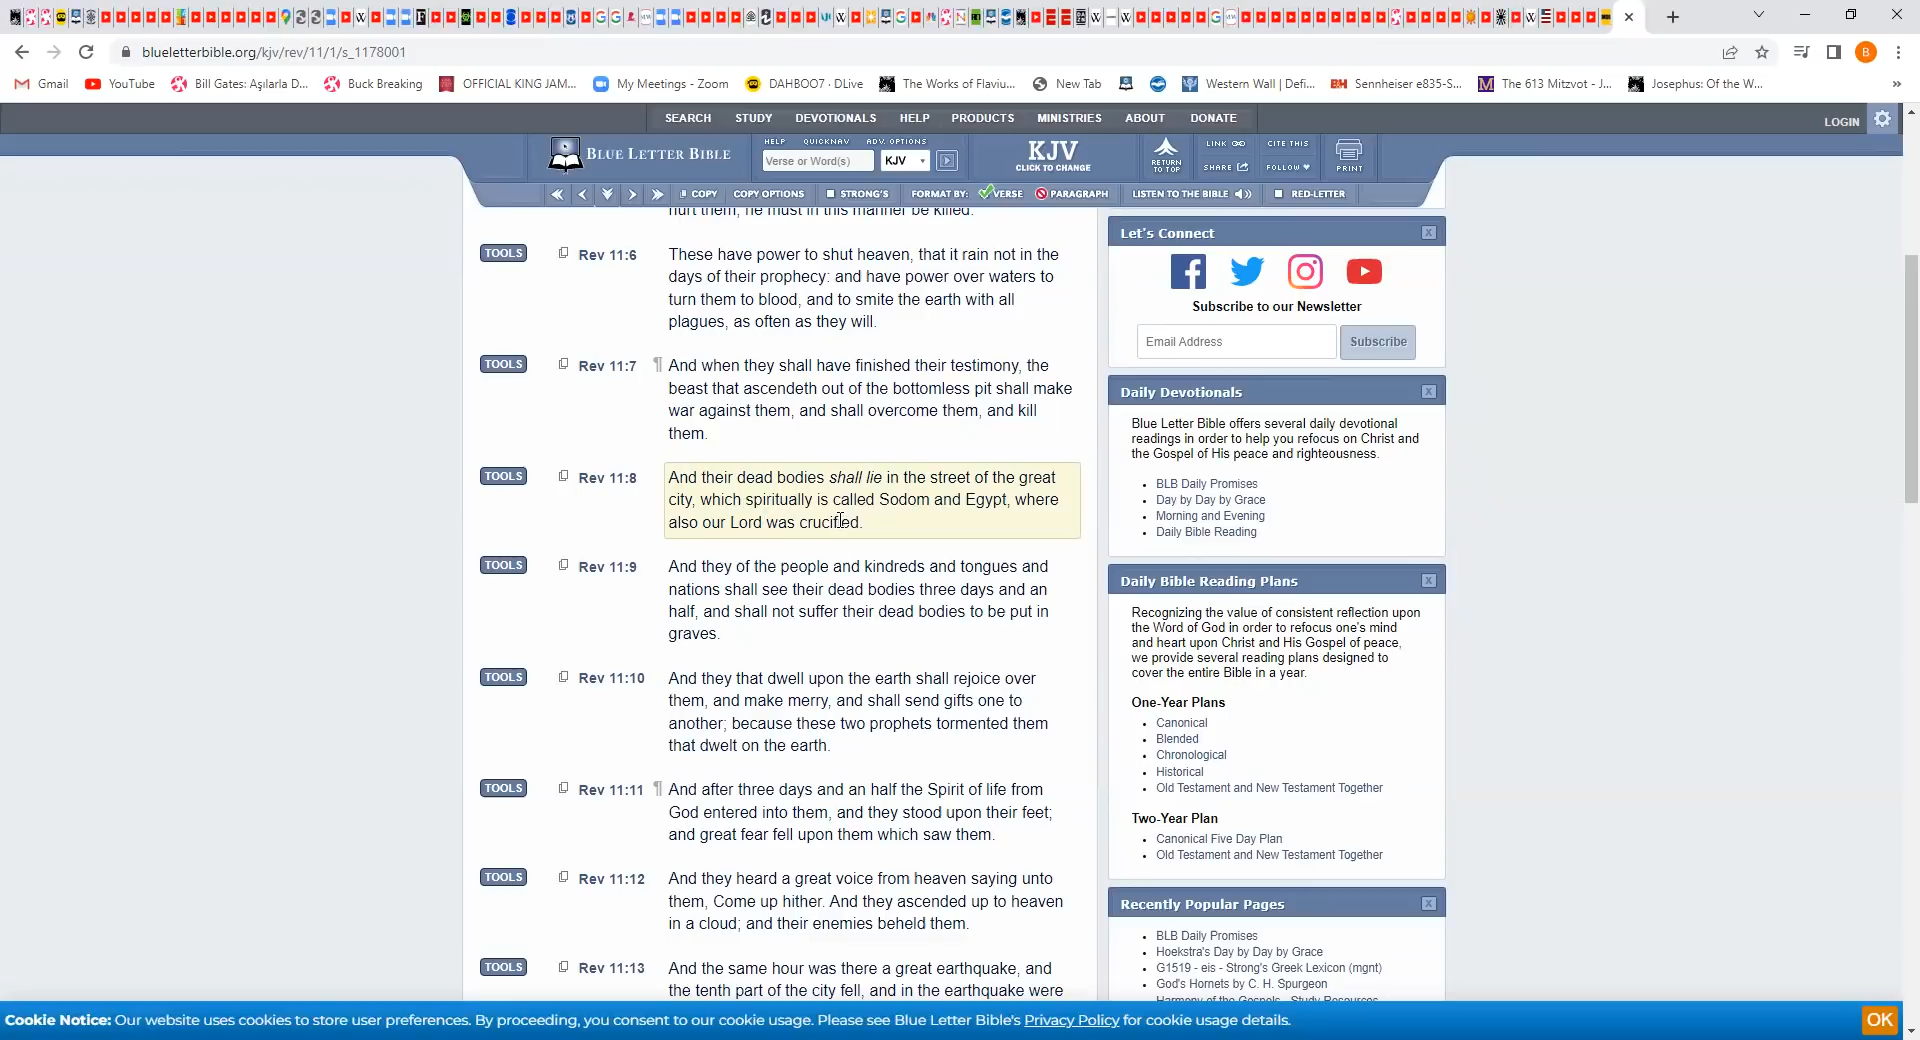 blueletterbible.org/kjv/rev/11/1/s_1178001
B
Gmail YouTube Bill Gates: Aşılarla D... Buck Breaking OFFICIAL KING JAM... My Meetings - Zoom DAHBOO7 · DLive The Works of Flaviu... New Tab Western Wall | Defi... Sennheiser e835-S... The 613 Mitzvot - J... Josephus: Of the W... »
SEARCH STUDY DEVOTIONALS HELP PRODUCTS MINISTRIES ABOUT DONATE
LOGIN
HELP QUICKNAV ADV. OPTIONS
BLUE LETTER BIBLE
Verse or Word(s) KJV
KJV
CLICK TO CHANGE
RETURN TO TOP
LINK CITE THIS
SHARE FOLLOW
PRINT
COPY COPY OPTIONS STRONG'S FORMAT BY: VERSE PARAGRAPH LISTEN TO THE BIBLE RED-LETTER
hurt them, he must in this manner be killed.
TOOLS Rev 11:6 These have power to shut heaven, that it rain not in the
days of their prophecy: and have power over waters to
turn them to blood, and to smite the earth with all
plagues, as often as they will.
TOOLS Rev 11:7 ¶ And when they shall have finished their testimony, the
beast that ascendeth out of the bottomless pit shall make
war against them, and shall overcome them, and kill
them.
TOOLS Rev 11:8 And their dead bodies shall lie in the street of the great
city, which spiritually is called Sodom and Egypt, where
also our Lord was crucified.
TOOLS Rev 11:9 And they of the people and kindreds and tongues and
nations shall see their dead bodies three days and an
half, and shall not suffer their dead bodies to be put in
graves.
TOOLS Rev 11:10 And they that dwell upon the earth shall rejoice over
them, and make merry, and shall send gifts one to
another; because these two prophets tormented them
that dwelt on the earth.
TOOLS Rev 11:11 ¶ And after three days and an half the Spirit of life from
God entered into them, and they stood upon their feet;
and great fear fell upon them which saw them.
TOOLS Rev 11:12 And they heard a great voice from heaven saying unto
them, Come up hither. And they ascended up to heaven
in a cloud; and their enemies beheld them.
TOOLS Rev 11:13 And the same hour was there a great earthquake, and
the tenth part of the city fell, and in the earthquake were
Let's Connect X
Subscribe to our Newsletter
Email Address Subscribe
Daily Devotionals X
Blue Letter Bible offers several daily devotional
readings in order to help you refocus on Christ and
the Gospel of His peace and righteousness.
BLB Daily Promises
Day by Day by Grace
Morning and Evening
Daily Bible Reading
Daily Bible Reading Plans X
Recognizing the value of consistent reflection upon
the Word of God in order to refocus one's mind
and heart upon Christ and His Gospel of peace,
we provide several reading plans designed to
cover the entire Bible in a year.
One-Year Plans
Canonical
Blended
Chronological
Historical
Old Testament and New Testament Together
Two-Year Plan
Canonical Five Day Plan
Old Testament and New Testament Together
Recently Popular Pages X
BLB Daily Promises
Hoekstra's Day by Day by Grace
G1519 - eis - Strong's Greek Lexicon (mgnt)
God's Hornets by C. H. Spurgeon
Harmony of the Gospels - Study Resources
Cookie Notice: Our website uses cookies to store user preferences. By proceeding, you consent to our cookie usage. Please see Blue Letter Bible's Privacy Policy for cookie usage details.
OK